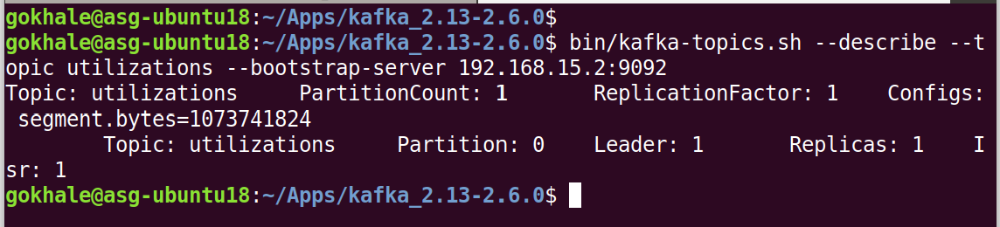 gokhale@asg-ubuntu18:~/Apps/kafka_2.13-2.6.0$
gokhale@asg-ubuntu18:~/Apps/kafka_2.13-2.6.0$ bin/kafka-topics.sh --describe --t
opic utilizations --bootstrap-server 192.168.15.2:9092
Topic: utilizations     PartitionCount: 1       ReplicationFactor: 1    Configs:
 segment.bytes=1073741824
        Topic: utilizations     Partition: 0    Leader: 1       Replicas: 1    I
sr: 1
gokhale@asg-ubuntu18:~/Apps/kafka_2.13-2.6.0$